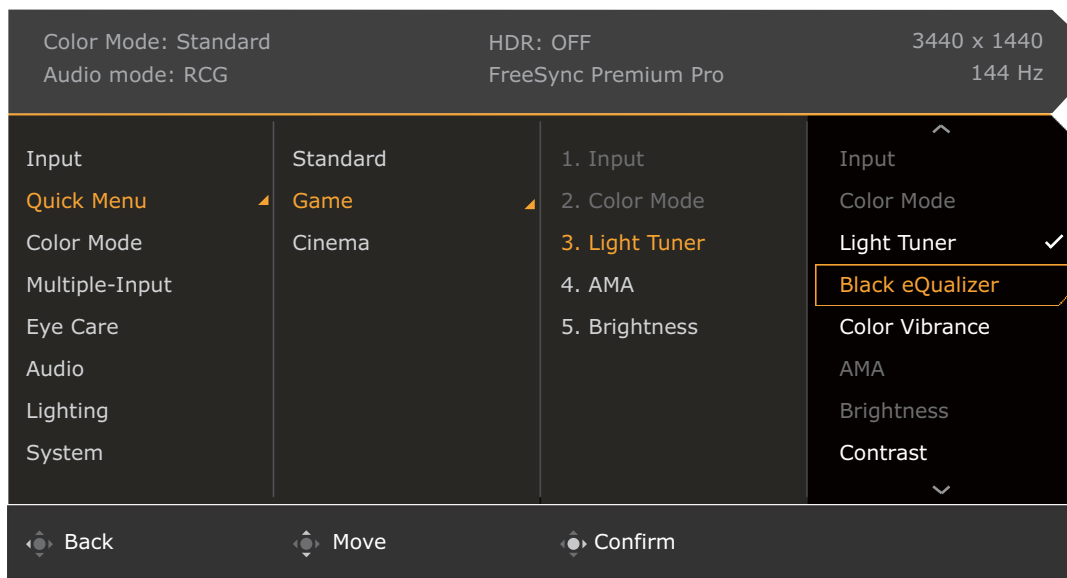 Color Mode: Standard
HDR: OFF
3440 x 1440
Audio mode: RCG
FreeSync Premium Pro
144 Hz
Input
Quick Menu
Color Mode
Multiple-Input
Eye Care
Audio
Lighting
System
Standard
Game
Cinema
1. Input
2. Color Mode
3. Light Tuner
4. AMA
5. Brightness
Input
Color Mode
Light Tuner
Black eQualizer
Color Vibrance
AMA
Brightness
Contrast
Back
Move
Confirm